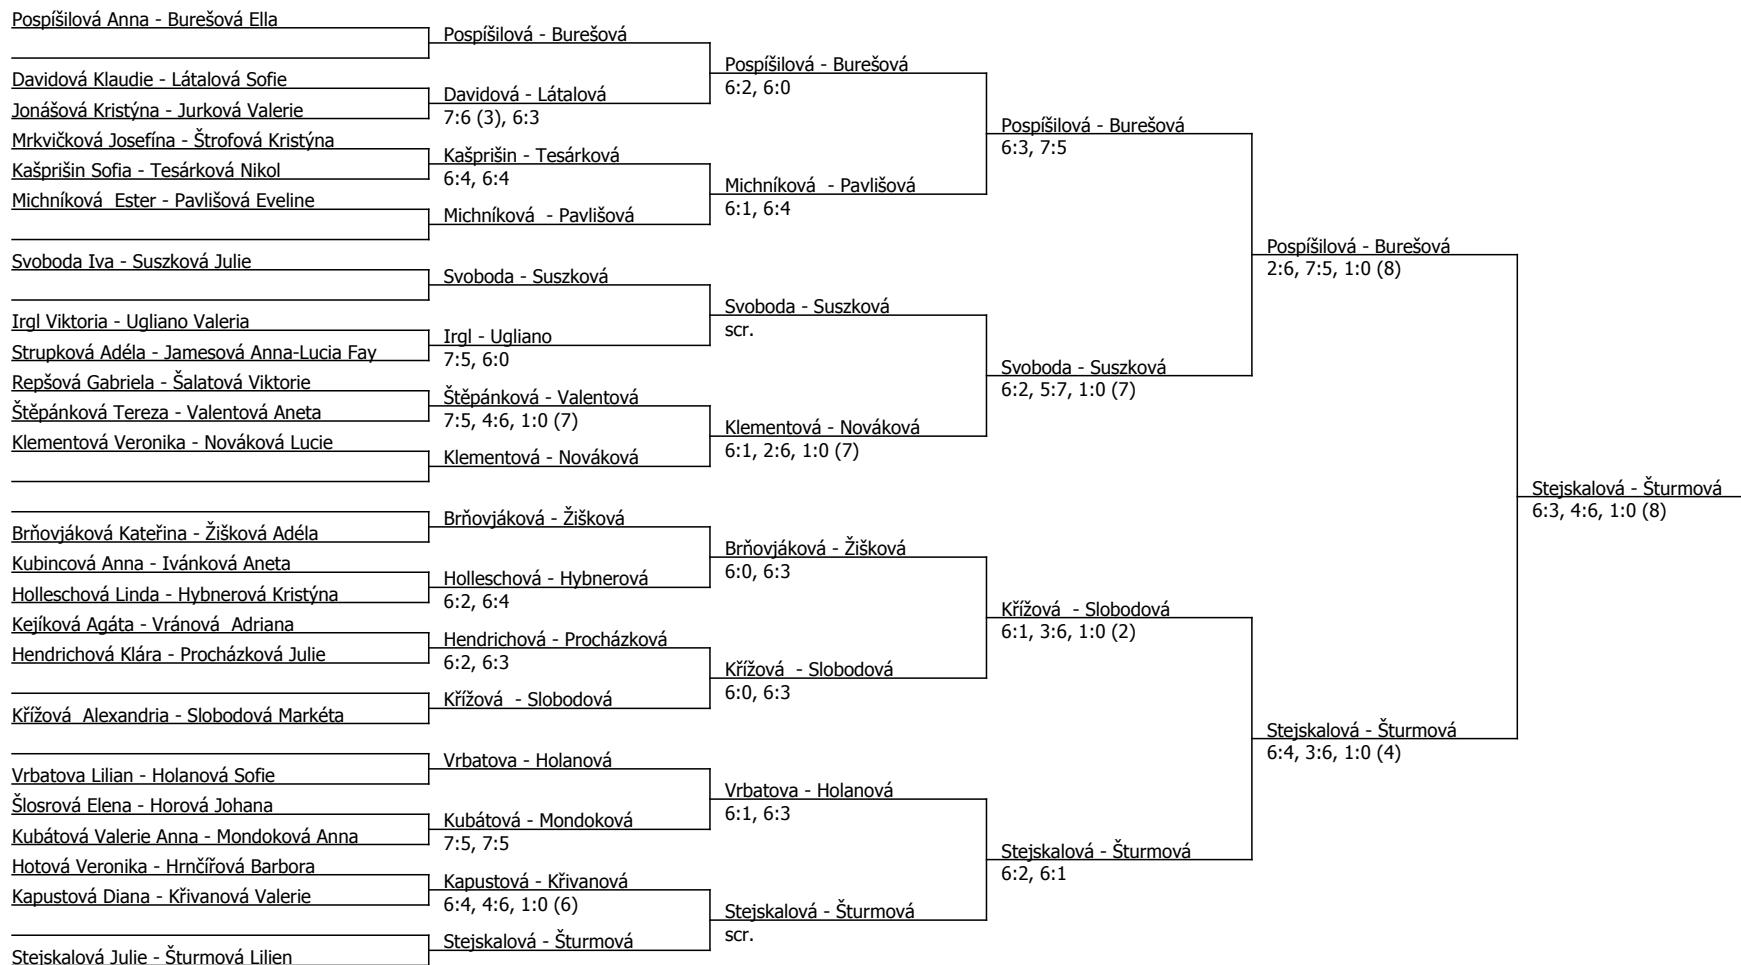 Pospíšilová Anna - Burešová Ella
Davidová Klaudie - Látalová Sofie
Jonášová Kristýna - Jurková Valerie
Mrkvičková Josefína - Štrofová Kristýna
Kašprišin Sofia - Tesárková Nikol
Michníková  Ester - Pavlišová Eveline
Svoboda Iva - Suszková Julie
Irgl Viktoria - Ugliano Valeria
Strupková Adéla - Jamesová Anna-Lucia Fay
Repšová Gabriela - Šalatová Viktorie
Štěpánková Tereza - Valentová Aneta
Klementová Veronika - Nováková Lucie
Brňovjáková Kateřina - Žišková Adéla
Kubincová Anna - Ivánková Aneta
Holleschová Linda - Hybnerová Kristýna
Kejíková Agáta - Vránová  Adriana
Hendrichová Klára - Procházková Julie
Křížová  Alexandria - Slobodová Markéta
Vrbatova Lilian - Holanová Sofie
Šlosrová Elena - Horová Johana
Kubátová Valerie Anna - Mondoková Anna
Hotová Veronika - Hrnčířová Barbora
Kapustová Diana - Křivanová Valerie
Stejskalová Julie - Šturmová Lilien
Pospíšilová - Burešová
Davidová - Látalová
7:6 (3), 6:3
Kašprišin - Tesárková
6:4, 6:4
Michníková  - Pavlišová
Svoboda - Suszková
Irgl - Ugliano
7:5, 6:0
Štěpánková - Valentová
7:5, 4:6, 1:0 (7)
Klementová - Nováková
Brňovjáková - Žišková
Holleschová - Hybnerová
6:2, 6:4
Hendrichová - Procházková
6:2, 6:3
Křížová  - Slobodová
Vrbatova - Holanová
Kubátová - Mondoková
7:5, 7:5
Kapustová - Křivanová
6:4, 4:6, 1:0 (6)
Stejskalová - Šturmová
Pospíšilová - Burešová
6:2, 6:0
Michníková  - Pavlišová
6:1, 6:4
Svoboda - Suszková
scr.
Klementová - Nováková
6:1, 2:6, 1:0 (7)
Brňovjáková - Žišková
6:0, 6:3
Křížová  - Slobodová
6:0, 6:3
Vrbatova - Holanová
6:1, 6:3
Stejskalová - Šturmová
scr.
Pospíšilová - Burešová
6:3, 7:5
Svoboda - Suszková
6:2, 5:7, 1:0 (7)
Křížová  - Slobodová
6:1, 3:6, 1:0 (2)
Stejskalová - Šturmová
6:2, 6:1
Pospíšilová - Burešová
2:6, 7:5, 1:0 (8)
Stejskalová - Šturmová
6:4, 3:6, 1:0 (4)
Stejskalová - Šturmová
6:3, 4:6, 1:0 (8)